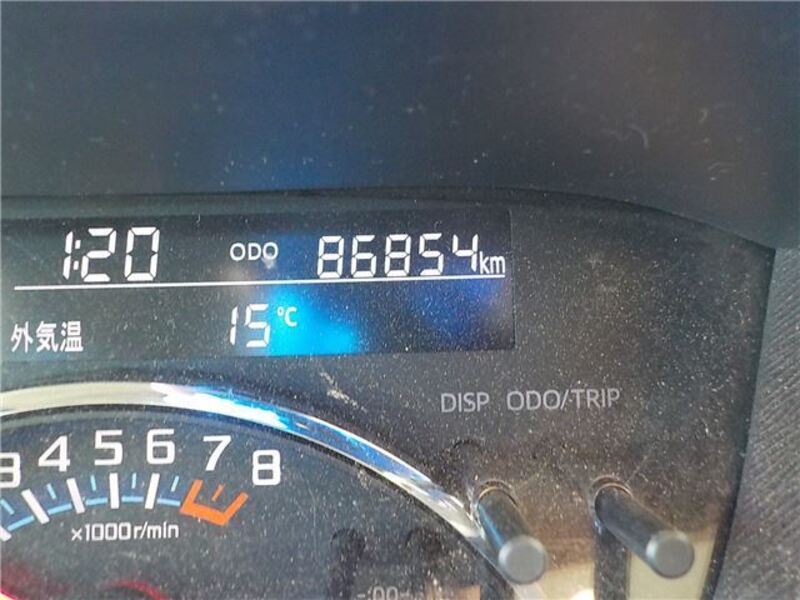 1:20 ODO 86854km
外気温 15℃
DISP ODO/TRIP
3 4 5 6 7 8
×1000r/min